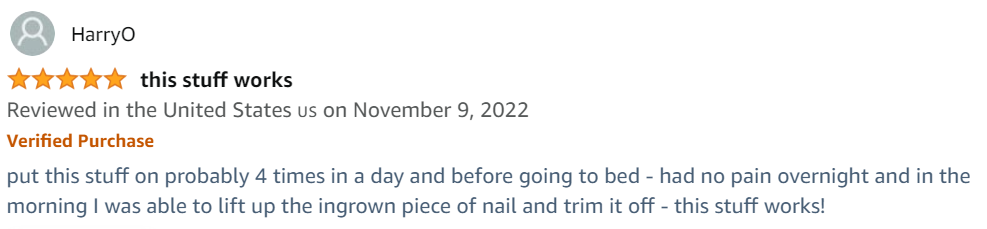 HarryO
this stuff works
Reviewed in the United States US on November 9, 2022
Verified Purchase
put this stuff on probably 4 times in a day and before going to bed - had no pain overnight and in the
morning I was able to lift up the ingrown piece of nail and trim it off - this stuff works!